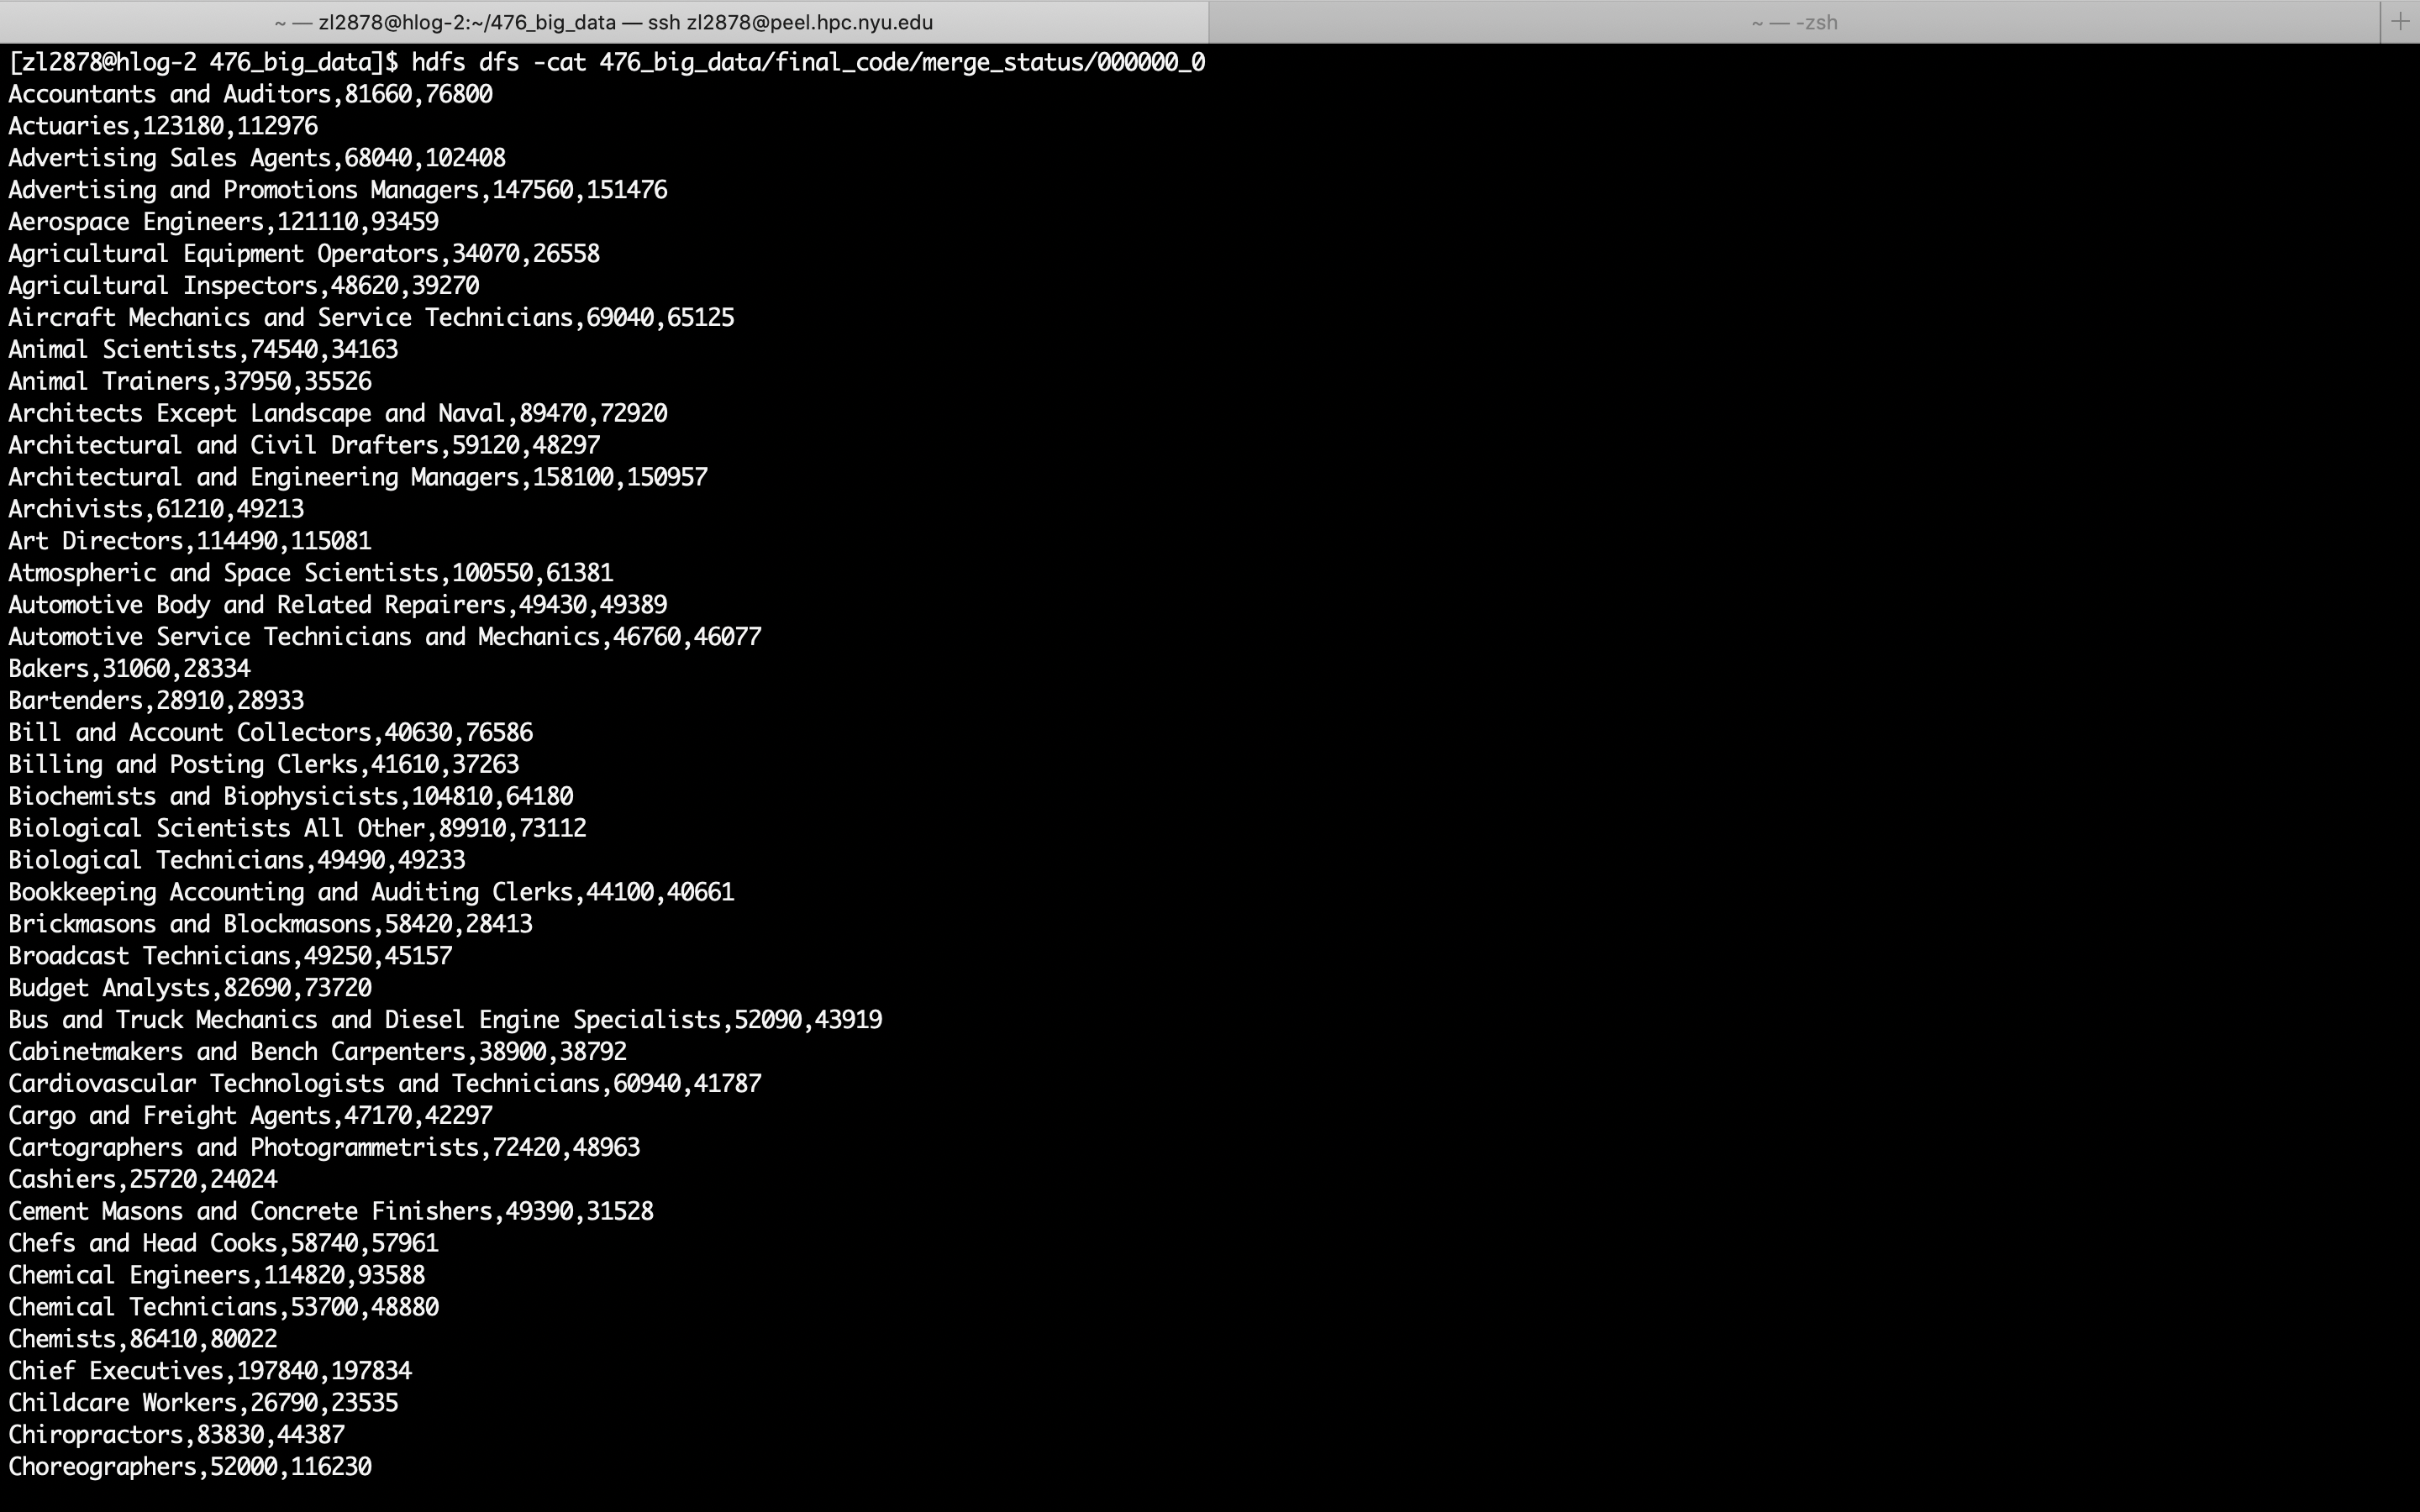 ~ — zl2878@hlog-2:~/476_big_data — ssh zl2878@peel.hpc.nyu.edu
~ — -zsh
[zl2878@hlog-2 476_big_data]$ hdfs dfs -cat 476_big_data/final_code/merge_status/000000_0
Accountants and Auditors,81660,76800
Actuaries,123180,112976
Advertising Sales Agents,68040,102408
Advertising and Promotions Managers,147560,151476
Aerospace Engineers,121110,93459
Agricultural Equipment Operators,34070,26558
Agricultural Inspectors,48620,39270
Aircraft Mechanics and Service Technicians,69040,65125
Animal Scientists,74540,34163
Animal Trainers,37950,35526
Architects Except Landscape and Naval,89470,72920
Architectural and Civil Drafters,59120,48297
Architectural and Engineering Managers,158100,150957
Archivists,61210,49213
Art Directors,114490,115081
Atmospheric and Space Scientists,100550,61381
Automotive Body and Related Repairers,49430,49389
Automotive Service Technicians and Mechanics,46760,46077
Bakers,31060,28334
Bartenders,28910,28933
Bill and Account Collectors,40630,76586
Billing and Posting Clerks,41610,37263
Biochemists and Biophysicists,104810,64180
Biological Scientists All Other,89910,73112
Biological Technicians,49490,49233
Bookkeeping Accounting and Auditing Clerks,44100,40661
Brickmasons and Blockmasons,58420,28413
Broadcast Technicians,49250,45157
Budget Analysts,82690,73720
Bus and Truck Mechanics and Diesel Engine Specialists,52090,43919
Cabinetmakers and Bench Carpenters,38900,38792
Cardiovascular Technologists and Technicians,60940,41787
Cargo and Freight Agents,47170,42297
Cartographers and Photogrammetrists,72420,48963
Cashiers,25720,24024
Cement Masons and Concrete Finishers,49390,31528
Chefs and Head Cooks,58740,57961
Chemical Engineers,114820,93588
Chemical Technicians,53700,48880
Chemists,86410,80022
Chief Executives,197840,197834
Childcare Workers,26790,23535
Chiropractors,83830,44387
Choreographers,52000,116230